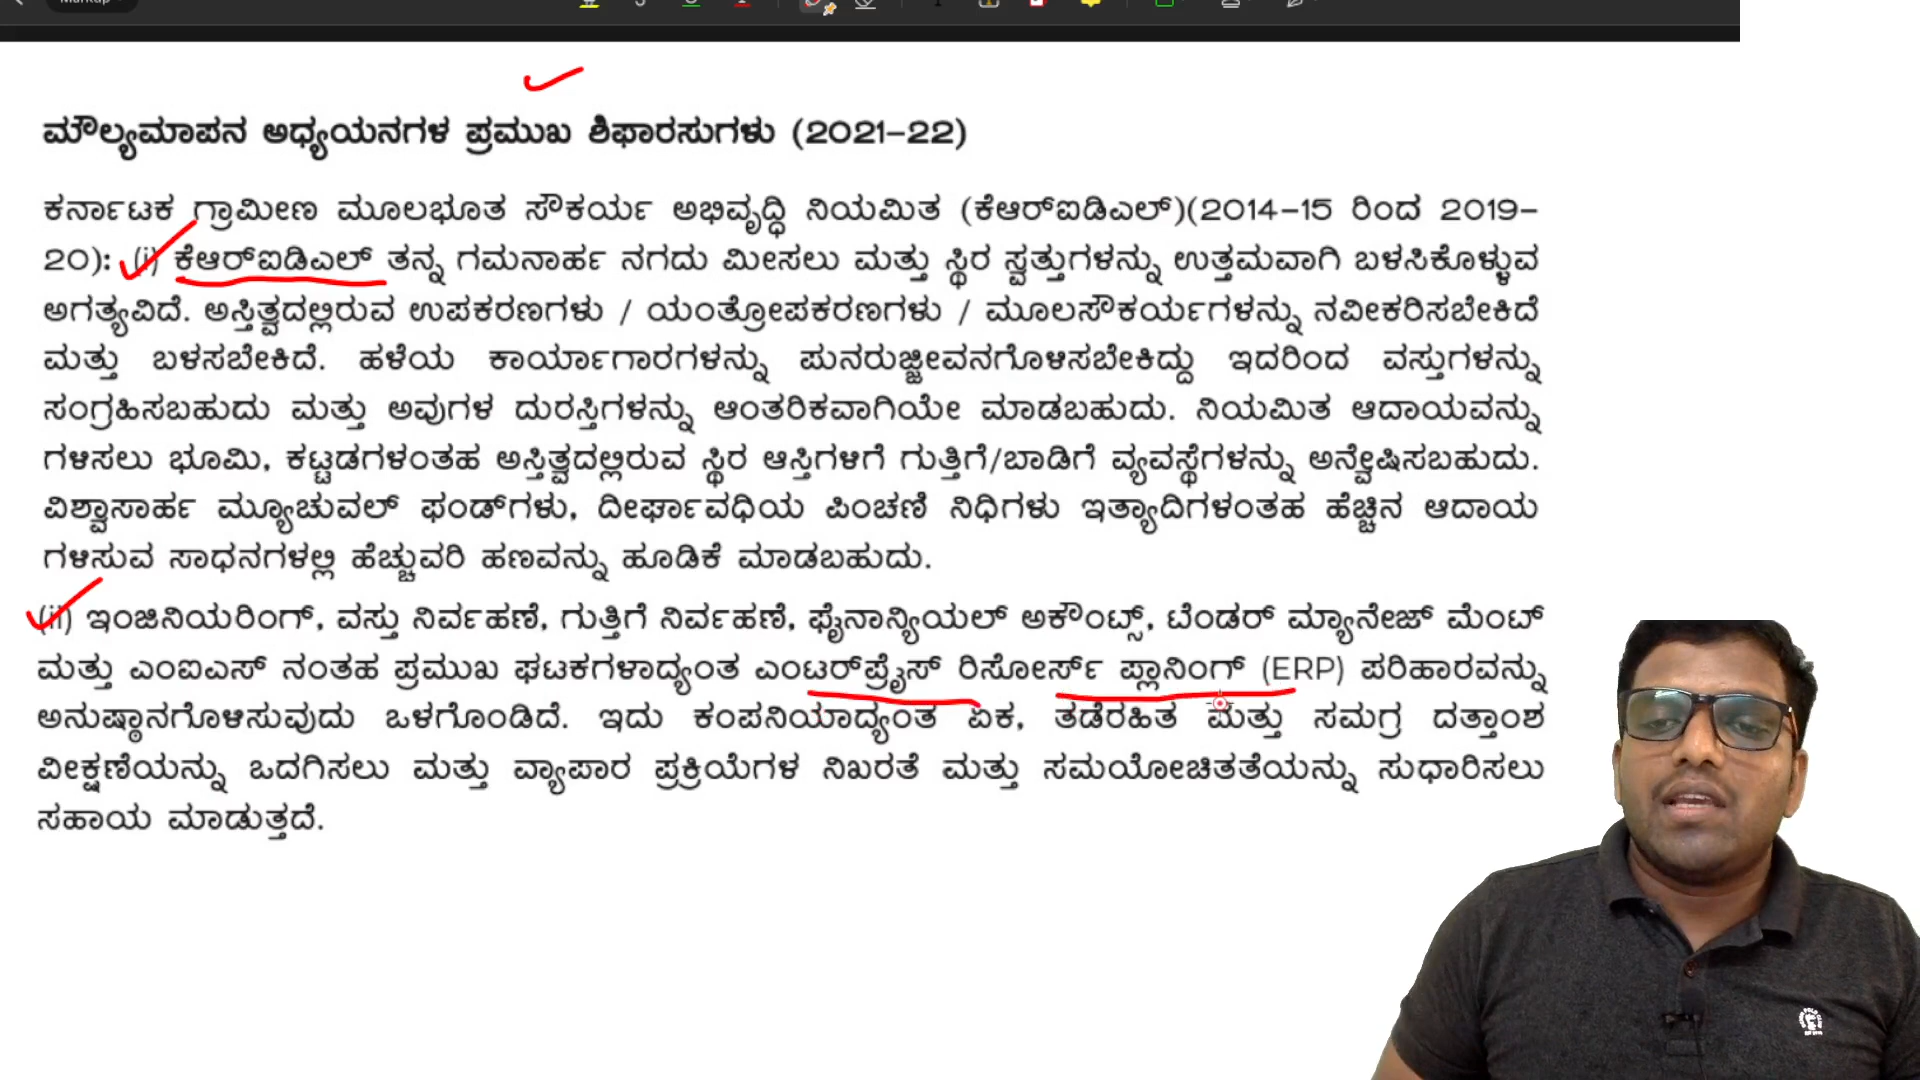 ಮೌಲ್ಯಮಾಪನ ಅಧ್ಯಯನಗಳ ಪ್ರಮುಖ ಶಿಫಾರಸುಗಳು (2021-22)
ಕರ್ನಾಟಕ ಗ್ರಾಮೀಣ ಮೂಲಭೂತ ಸೌಕರ್ಯ ಅಭಿವೃದ್ಧಿ ನಿಯಮಿತ (ಕೆಆರ್‌ಐಡಿಎಲ್)(2014-15 ರಿಂದ 2019-
20): (i) ಕೆಆರ್‌ಐಡಿಎಲ್ ತನ್ನ ಗಮನಾರ್ಹ ನಗದು ಮೀಸಲು ಮತ್ತು ಸ್ಥಿರ ಸ್ವತ್ತುಗಳನ್ನು ಉತ್ತಮವಾಗಿ ಬಳಸಿಕೊಳ್ಳುವ
ಅಗತ್ಯವಿದೆ. ಅಸ್ತಿತ್ವದಲ್ಲಿರುವ ಉಪಕರಣಗಳು / ಯಂತ್ರೋಪಕರಣಗಳು / ಮೂಲಸೌಕರ್ಯಗಳನ್ನು ನವೀಕರಿಸಬೇಕಿದೆ
ಮತ್ತು ಬಳಸಬೇಕಿದೆ. ಹಳೆಯ ಕಾರ್ಯಾಗಾರಗಳನ್ನು ಪುನರುಜ್ಜೀವನಗೊಳಿಸಬೇಕಿದ್ದು ಇದರಿಂದ ವಸ್ತುಗಳನ್ನು
ಸಂಗ್ರಹಿಸಬಹುದು ಮತ್ತು ಅವುಗಳ ದುರಸ್ತಿಗಳನ್ನು ಆಂತರಿಕವಾಗಿಯೇ ಮಾಡಬಹುದು. ನಿಯಮಿತ ಆದಾಯವನ್ನು
ಗಳಿಸಲು ಭೂಮಿ, ಕಟ್ಟಡಗಳಂತಹ ಅಸ್ತಿತ್ವದಲ್ಲಿರುವ ಸ್ಥಿರ ಆಸ್ತಿಗಳಿಗೆ ಗುತ್ತಿಗೆ/ಬಾಡಿಗೆ ವ್ಯವಸ್ಥೆಗಳನ್ನು ಅನ್ವೇಷಿಸಬಹುದು.
ವಿಶ್ವಾಸಾರ್ಹ ಮ್ಯೂಚುವಲ್ ಫಂಡ್‌ಗಳು, ದೀರ್ಘಾವಧಿಯ ಪಿಂಚಣಿ ನಿಧಿಗಳು ಇತ್ಯಾದಿಗಳಂತಹ ಹೆಚ್ಚಿನ ಆದಾಯ
ಗಳಿಸುವ ಸಾಧನಗಳಲ್ಲಿ ಹೆಚ್ಚುವರಿ ಹಣವನ್ನು ಹೂಡಿಕೆ ಮಾಡಬಹುದು.
(ii) ಇಂಜಿನಿಯರಿಂಗ್, ವಸ್ತು ನಿರ್ವಹಣೆ, ಗುತ್ತಿಗೆ ನಿರ್ವಹಣೆ, ಫೈನಾನ್ಶಿಯಲ್ ಅಕೌಂಟ್ಸ್, ಟೆಂಡರ್ ಮ್ಯಾನೇಜ್ ಮೆಂಟ್
ಮತ್ತು ಎಂಐಎಸ್ ನಂತಹ ಪ್ರಮುಖ ಘಟಕಗಳಾದ್ಯಂತ ಎಂಟರ್‌ಪ್ರೈಸ್ ರಿಸೋರ್ಸ್ ಪ್ಲಾನಿಂಗ್ (ERP) ಪರಿಹಾರವನ್ನು
ಅನುಷ್ಠಾನಗೊಳಿಸುವುದು ಒಳಗೊಂಡಿದೆ. ಇದು ಕಂಪನಿಯಾದ್ಯಂತ ಏಕ, ತಡೆರಹಿತ ಮತ್ತು ಸಮಗ್ರ ದತ್ತಾಂಶ
ವೀಕ್ಷಣೆಯನ್ನು ಒದಗಿಸಲು ಮತ್ತು ವ್ಯಾಪಾರ ಪ್ರಕ್ರಿಯೆಗಳ ನಿಖರತೆ ಮತ್ತು ಸಮಯೋಚಿತತೆಯನ್ನು ಸುಧಾರಿಸಲು
ಸಹಾಯ ಮಾಡುತ್ತದೆ.